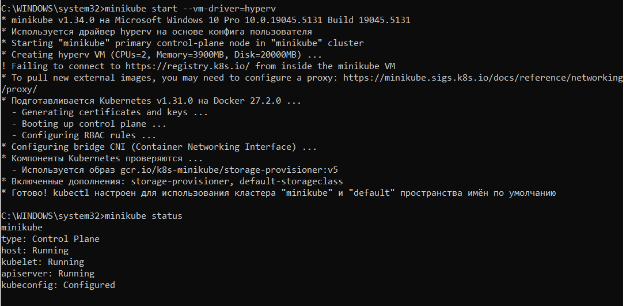 C:\WINDOWS\system32>minikube start --vm-driver=hyperv
* minikube v1.34.0 на Microsoft Windows 10 Pro 10.0.19045.5131 Build 19045.5131
* Используется драйвер hyperv на основе конфига пользователя
* Starting "minikube" primary control-plane node in "minikube" cluster
* Creating hyperv VM (CPUs=2, Memory=3900MB, Disk=20000MB) ...
! Failing to connect to https://registry.k8s.io/ from inside the minikube VM
* To pull new external images, you may need to configure a proxy: https://minikube.sigs.k8s.io/docs/reference/networking
/proxy/
* Подготавливается Kubernetes v1.31.0 на Docker 27.2.0 ...
  - Generating certificates and keys ...
  - Booting up control plane ...
  - Configuring RBAC rules ...
* Configuring bridge CNI (Container Networking Interface) ...
* Компоненты Kubernetes проверяются ...
  - Используется образ gcr.io/k8s-minikube/storage-provisioner:v5
* Включенные дополнения: storage-provisioner, default-storageclass
* Готово! kubectl настроен для использования кластера "minikube" и "default" пространства имён по умолчанию
C:\WINDOWS\system32>minikube status
minikube
type: Control Plane
host: Running
kubelet: Running
apiserver: Running
kubeconfig: Configured